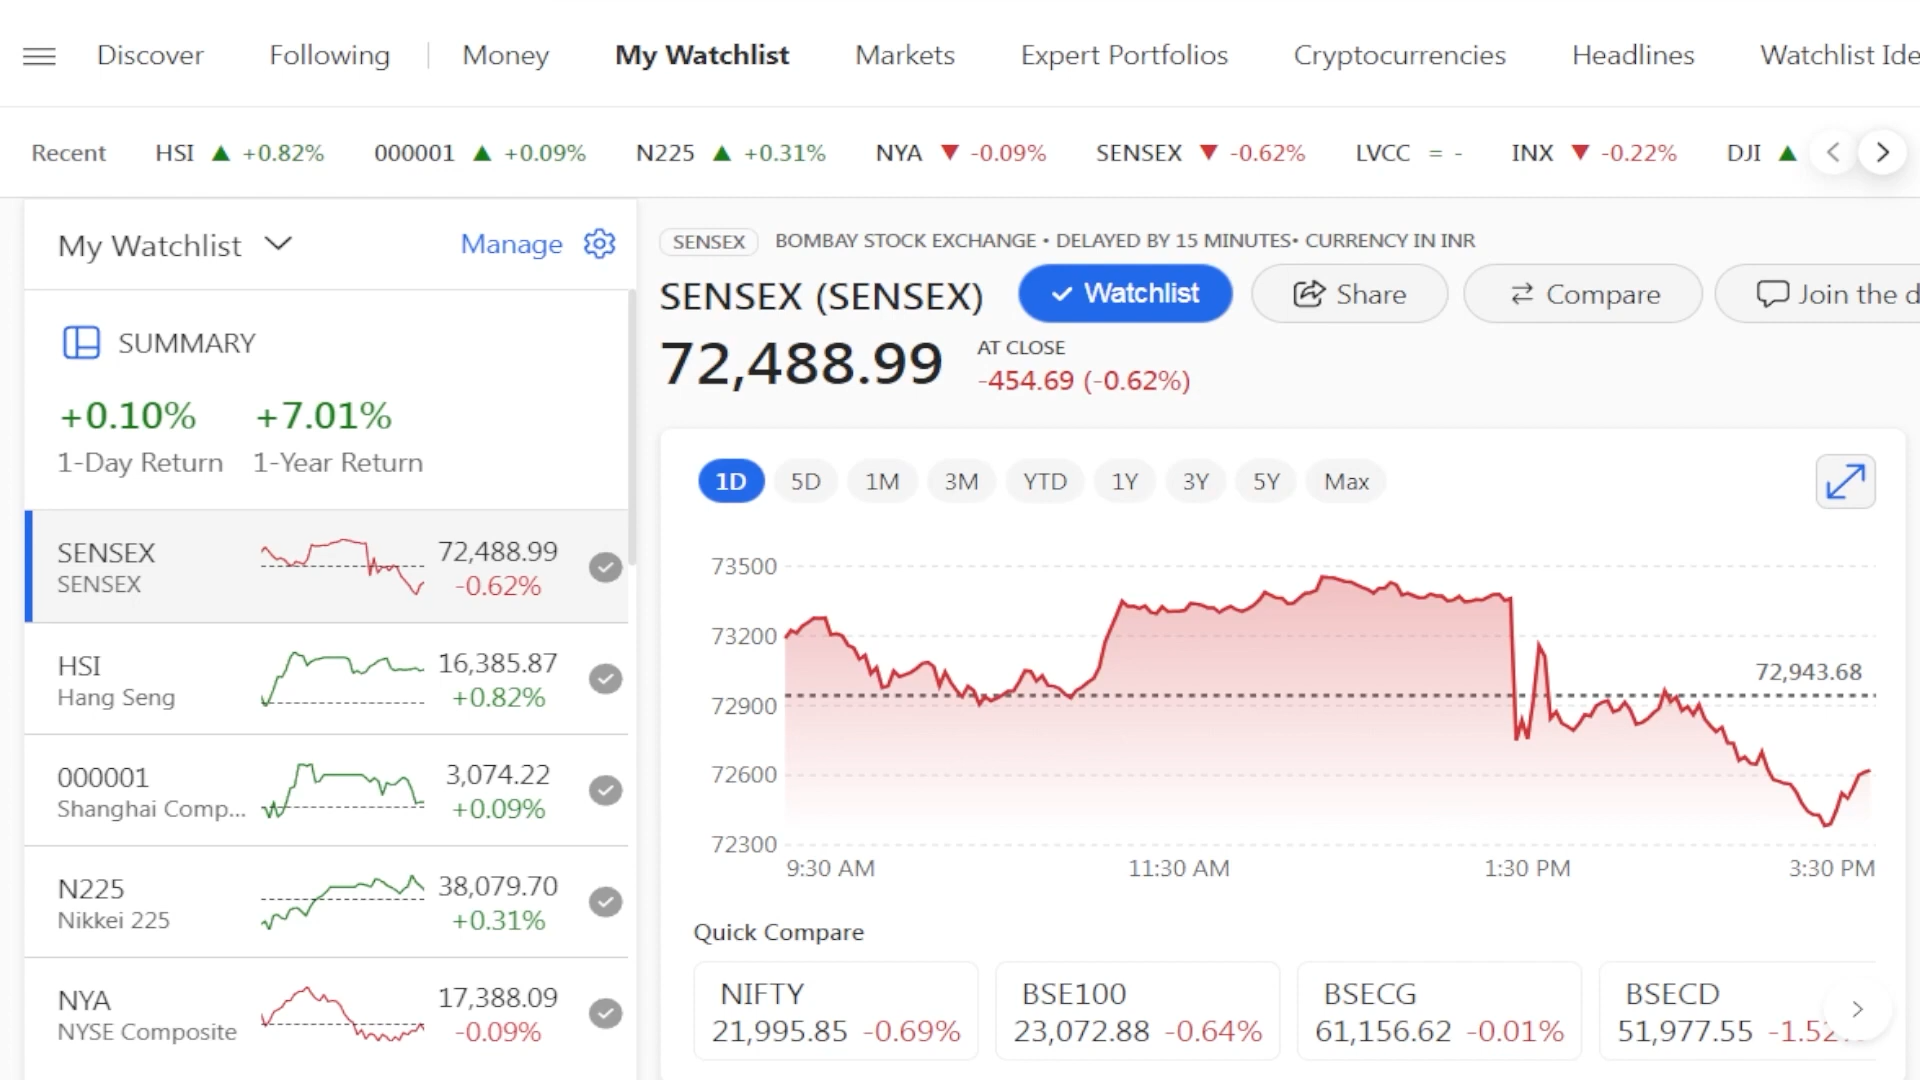 Discover Following Money My Watchlist Markets Expert Portfolios Cryptocurrencies Headlines Watchlist Ide
Recent HSI ▲ +0.82% 000001 ▲ +0.09% N225 ▲ +0.31% NYA ▼ -0.09% SENSEX ▼ -0.62% LVCC = - INX ▼ -0.22% DJI ▲
My Watchlist Manage
SUMMARY
+0.10% +7.01%
1-Day Return 1-Year Return
SENSEX 72,488.99
SENSEX -0.62%
HSI 16,385.87
Hang Seng +0.82%
000001 3,074.22
Shanghai Comp... +0.09%
N225 38,079.70
Nikkei 225 +0.31%
NYA 17,388.09
NYSE Composite -0.09%
SENSEX BOMBAY STOCK EXCHANGE • DELAYED BY 15 MINUTES• CURRENCY IN INR
SENSEX (SENSEX) Watchlist Share Compare Join the d
72,488.99 AT CLOSE
-454.69 (-0.62%)
1D 5D 1M 3M YTD 1Y 3Y 5Y Max
73500
73200
72,943.68
72900
72600
72300
9:30 AM 11:30 AM 1:30 PM 3:30 PM
Quick Compare
NIFTY BSE100 BSECG BSECD
21,995.85 -0.69% 23,072.88 -0.64% 61,156.62 -0.01% 51,977.55 -1.52